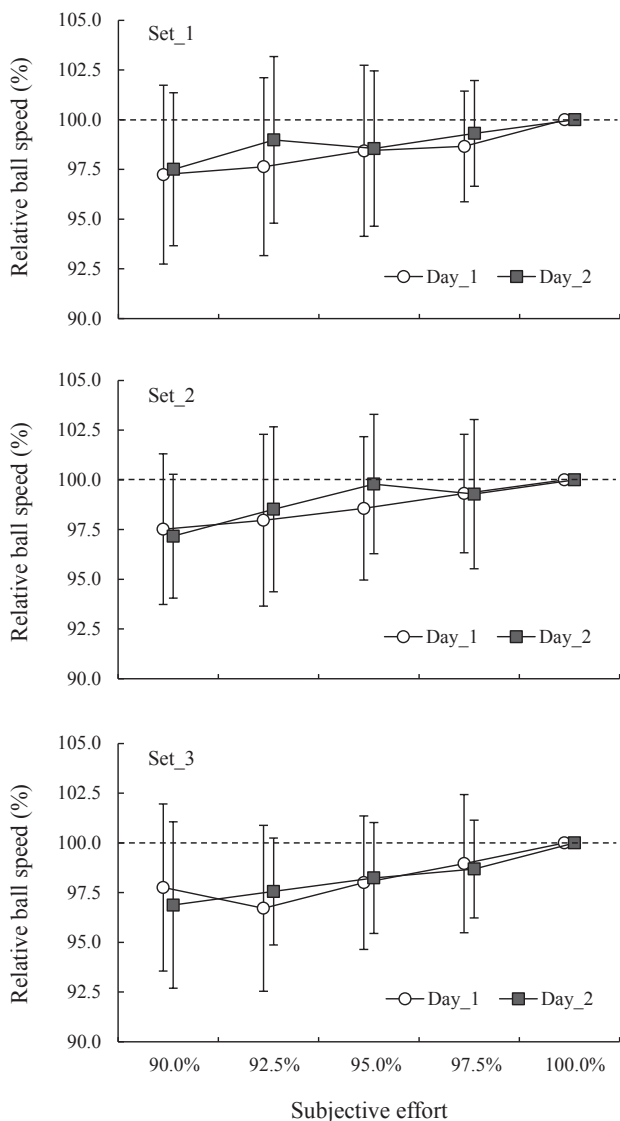 105.0
Set_1
102.5
100.0
97.5
95.0
92.5
Day_1 Day_2
90.0
Relative ball speed (%)
105.0
Set_2
102.5
100.0
97.5
95.0
92.5
Day_1 Day_2
90.0
Relative ball speed (%)
105.0
Set_3
102.5
100.0
97.5
95.0
92.5
Day_1 Day_2
90.0
Relative ball speed (%)
90.0% 92.5% 95.0% 97.5% 100.0%
Subjective effort